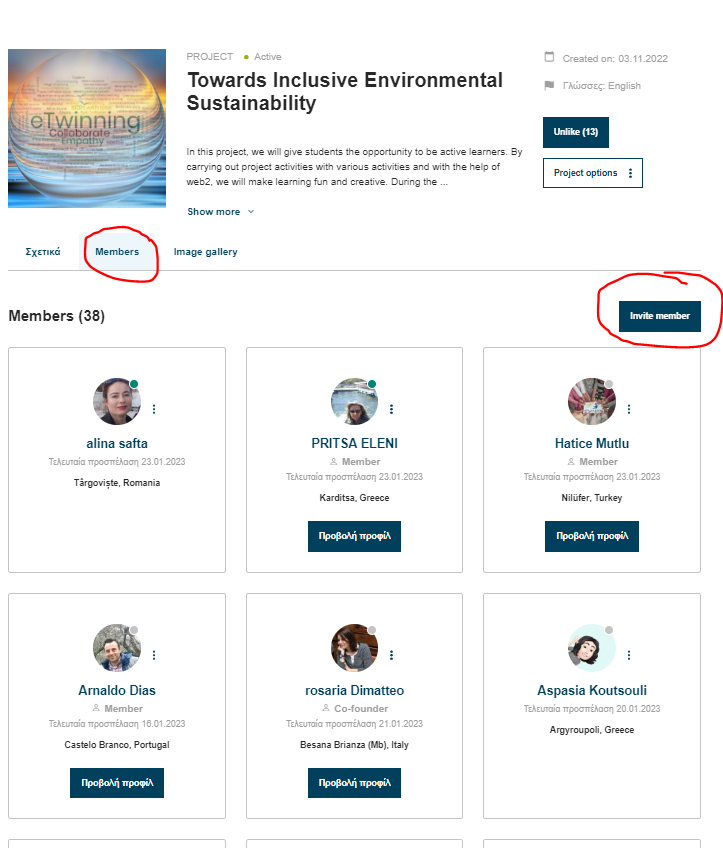 PROJECT Active
Towards Inclusive Environmental
Sustainability
In this project, we will give students the opportunity to be active learners. By
carrying out project activities with various activities and with the help of
web2, we will make learning fun and creative. During the ...
Show more
eTwinning
Collaborate
Empathy
Created on: 03.11.2022
Γλώσσες: English
Unlike (13)
Project options
Σχετικά Members Image gallery
Members (38)
Invite member
alina safta
Τελευταία προσπέλαση 23.01.2023
Târgoviște, Romania
PRITSA ELENI
Member
Τελευταία προσπέλαση 23.01.2023
Karditsa, Greece
Προβολή προφίλ
Hatice Mutlu
Member
Τελευταία προσπέλαση 23.01.2023
Nilüfer, Turkey
Προβολή προφίλ
Arnaldo Dias
Member
Τελευταία προσπέλαση 16.01.2023
Castelo Branco, Portugal
Προβολή προφίλ
rosaria Dimatteo
Co-founder
Τελευταία προσπέλαση 21.01.2023
Besana Brianza (Mb), Italy
Προβολή προφίλ
Aspasia Koutsouli
Τελευταία προσπέλαση 20.01.2023
Argyroupoli, Greece